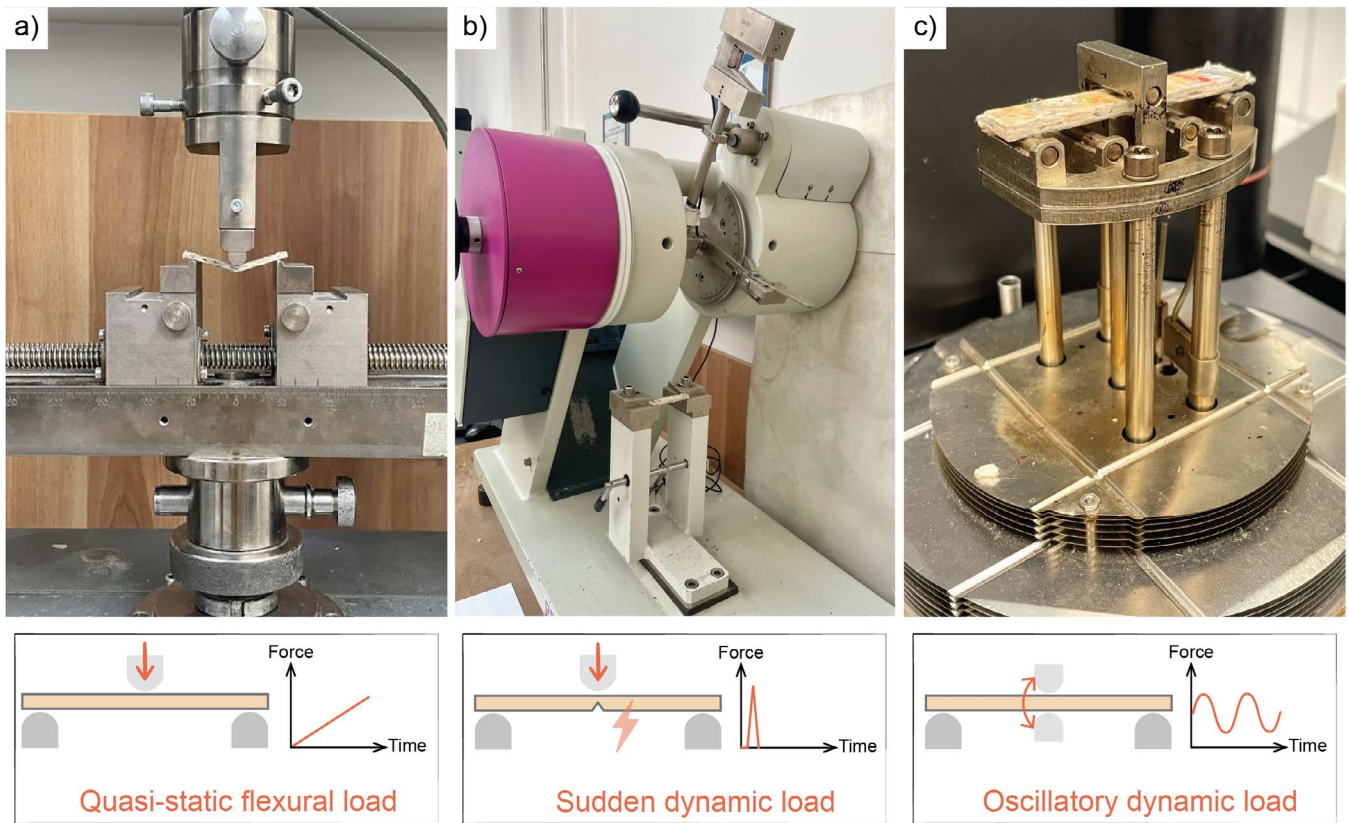 a)
b)
c)
Force
Time
Quasi-static flexural load
Force
Time
Sudden dynamic load
Force
Time
Oscillatory dynamic load